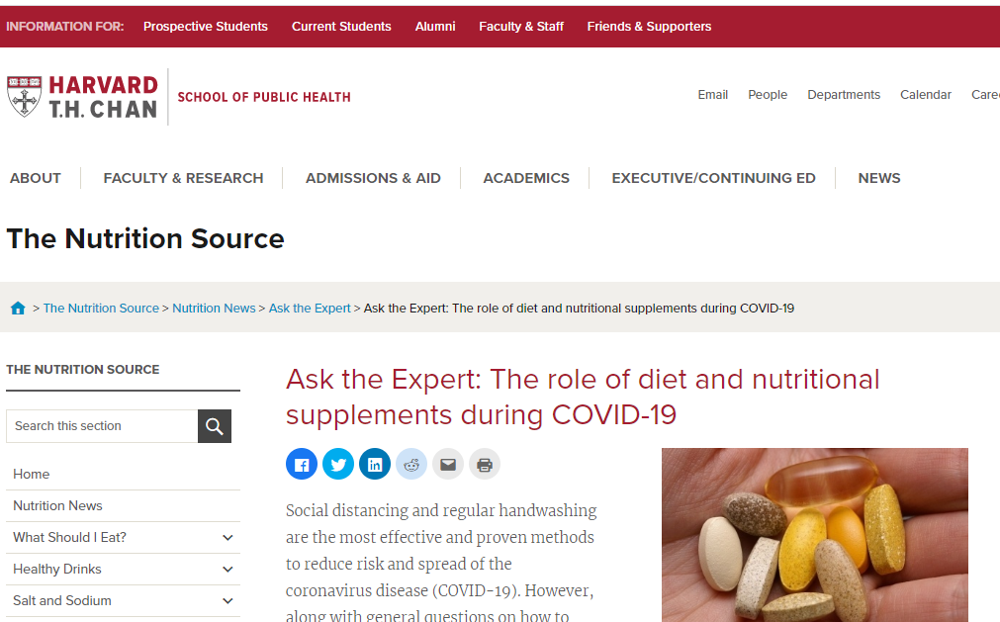 INFORMATION FOR: Prospective Students Current Students Alumni Faculty & Staff Friends & Supporters
HARVARD
T.H. CHAN
SCHOOL OF PUBLIC HEALTH
Email People Departments Calendar
ABOUT FACULTY & RESEARCH ADMISSIONS & AID ACADEMICS EXECUTIVE/CONTINUING ED NEWS
The Nutrition Source
> The Nutrition Source > Nutrition News > Ask the Expert > Ask the Expert: The role of diet and nutritional supplements during COVID-19
THE NUTRITION SOURCE
Search this section
Home
Nutrition News
What Should I Eat?
Healthy Drinks
Salt and Sodium
Ask the Expert: The role of diet and nutritional
supplements during COVID-19
Social distancing and regular handwashing
are the most effective and proven methods
to reduce risk and spread of the
coronavirus disease (COVID-19). However,
along with general questions on how to